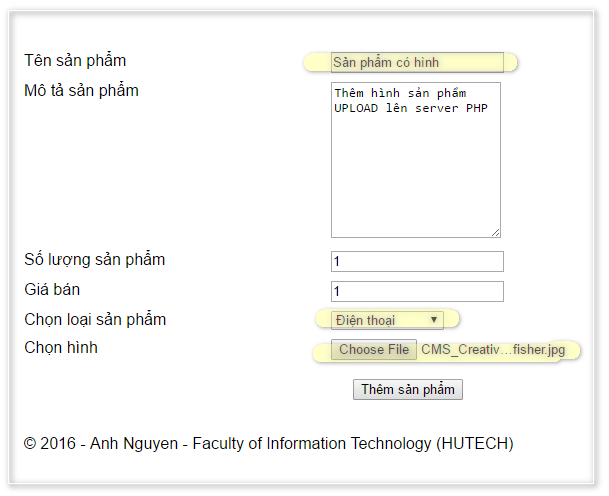 Tên sản phẩm Sản phẩm có hình
Mô tả sản phẩm Thêm hình sản phẩm
UPLOAD lên server PHP
Số lượng sản phẩm 1
Giá bán 1
Chọn loại sản phẩm Điện thoại
Chọn hình Choose File CMS_Creativ...fisher.jpg
Thêm sản phẩm
© 2016 - Anh Nguyen - Faculty of Information Technology (HUTECH)